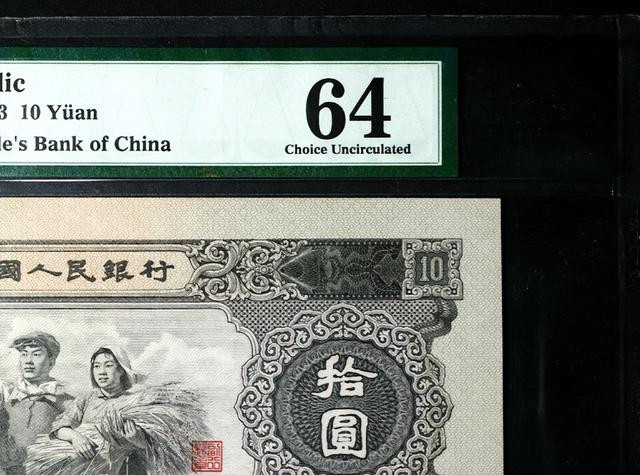 lic
3 10 Yüan
le's Bank of China
64
Choice Uncirculated
國人民銀行
10
拾
圓